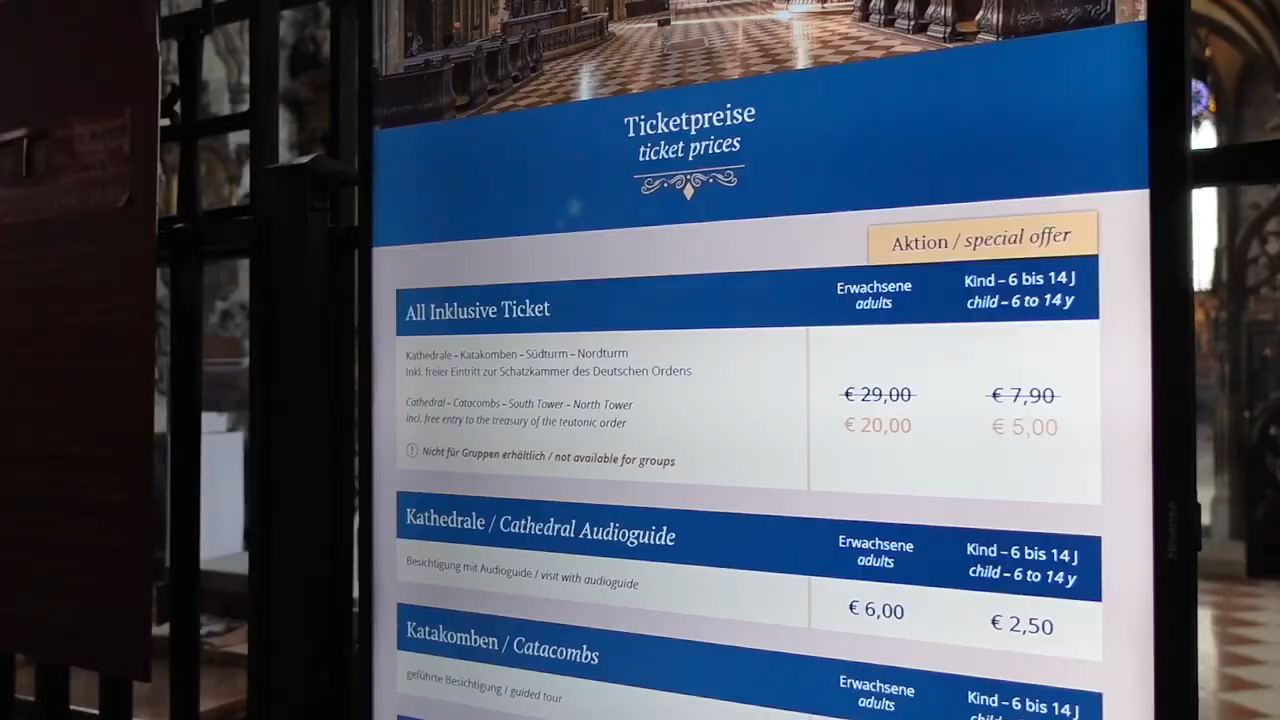 Ticketpreise
ticket prices
Aktion / special offer
All Inklusive Ticket
Erwachsene
adults
Kind – 6 bis 14 J
child – 6 to 14 y
Kathedrale – Katakomben – Südturm – Nordturm
Inkl. freier Eintritt zur Schatzkammer des Deutschen Ordens
Cathedral – Catacombs – South Tower – North Tower
Incl. free entry to the treasury of the teutonic order
Nicht für Gruppen erhältlich / not available for groups
€ 29,00
€ 7,90
€ 20,00
€ 5,00
Kathedrale / Cathedral Audioguide
Erwachsene
adults
Kind – 6 bis 14 J
child – 6 to 14 y
Besichtigung mit Audioguide / visit with audioguide
€ 6,00
€ 2,50
Katakomben / Catacombs
Erwachsene
adults
Kind – 6 bis 14 J
geführte Besichtigung / guided tour
Hisense